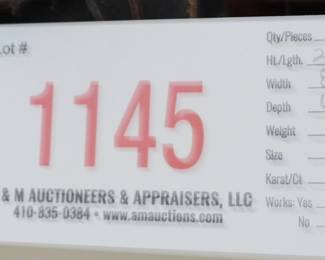 Lot #
1145
& M AUCTIONEERS & APPRAISERS, LLC
410-835-0384 • www.amauctions.com
Qty/Pieces
Ht./Lgth.
Width
Depth
Weight
Size
Karat/Ct
Works: Yes
No